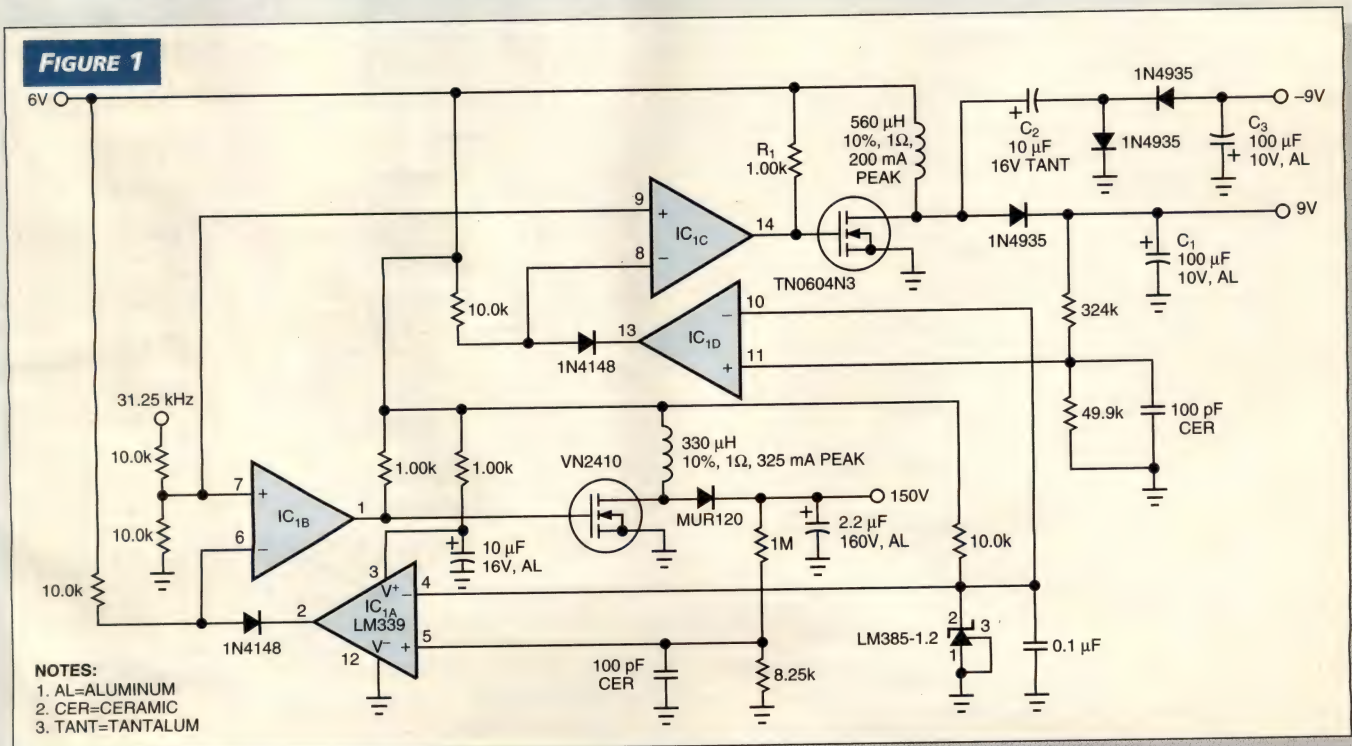 FIGURE 1
6V
1N4935
–9V
560 µH
10%, 1Ω,
200 mA
PEAK
R1
1.00k
C2
10 µF
16V TANT
1N4935
C3
100 µF
10V, AL
9
+
IC1C
14
8
–
TN0604N3
1N4935
9V
C1
100 µF
10V, AL
10.0k
10
–
13
IC1D
11
+
1N4148
324k
49.9k
100 pF
CER
31.25 kHz
10.0k
10.0k
7
+
IC1B
1
6
–
1.00k
1.00k
VN2410
330 µH
10%, 1Ω, 325 mA PEAK
MUR120
150V
2.2 µF
160V, AL
1M
10.0k
10 µF
16V, AL
10.0k
3
V+
–
4
2
IC1A
LM339
V–
+
5
12
1N4148
100 pF
CER
8.25k
LM385-1.2
2
3
1
0.1 µF
NOTES:
1. AL=ALUMINUM
2. CER=CERAMIC
3. TANT=TANTALUM